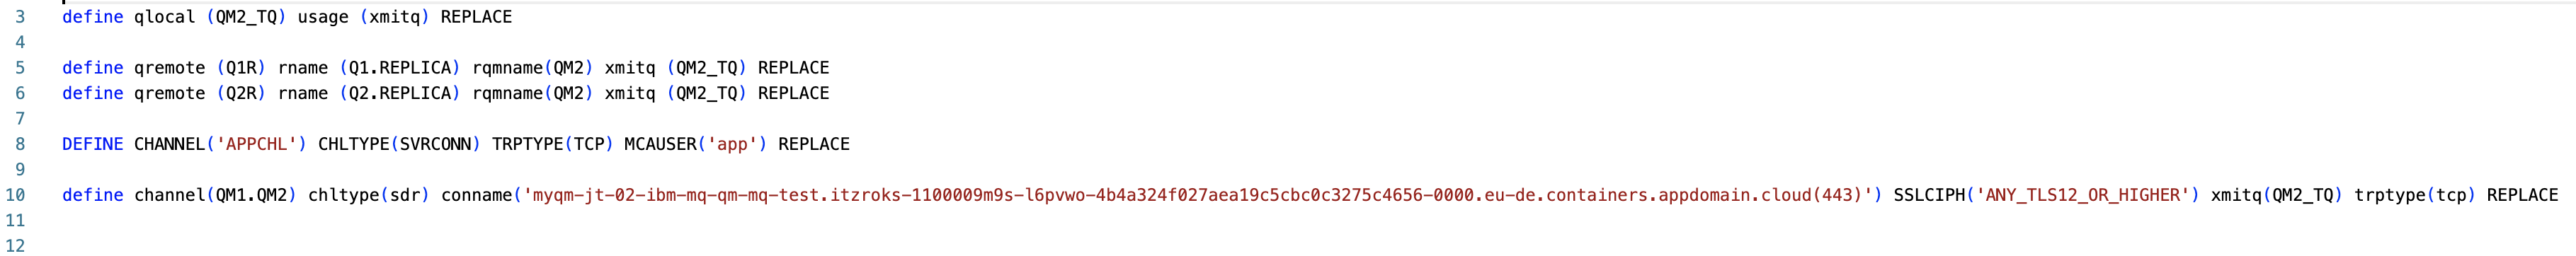 3 define qlocal (QM2_TQ) usage (xmitq) REPLACE
4
5 define qremote (Q1R) rname (Q1.REPLICA) rqmname(QM2) xmitq (QM2_TQ) REPLACE
6 define qremote (Q2R) rname (Q2.REPLICA) rqmname(QM2) xmitq (QM2_TQ) REPLACE
7
8 DEFINE CHANNEL('APPCHL') CHLTYPE(SVRCONN) TRPTYPE(TCP) MCAUSER('app') REPLACE
9
10 define channel(QM1.QM2) chltype(sdr) conname('myqm-jt-02-ibm-mq-qm-mq-test.itzroks-1100009m9s-l6pvwo-4b4a324f027aea19c5cbc0c3275c4656-0000.eu-de.containers.appdomain.cloud(443)') SSLCIPH('ANY_TLS12_OR_HIGHER') xmitq(QM2_TQ) trptype(tcp) REPLACE
11
12